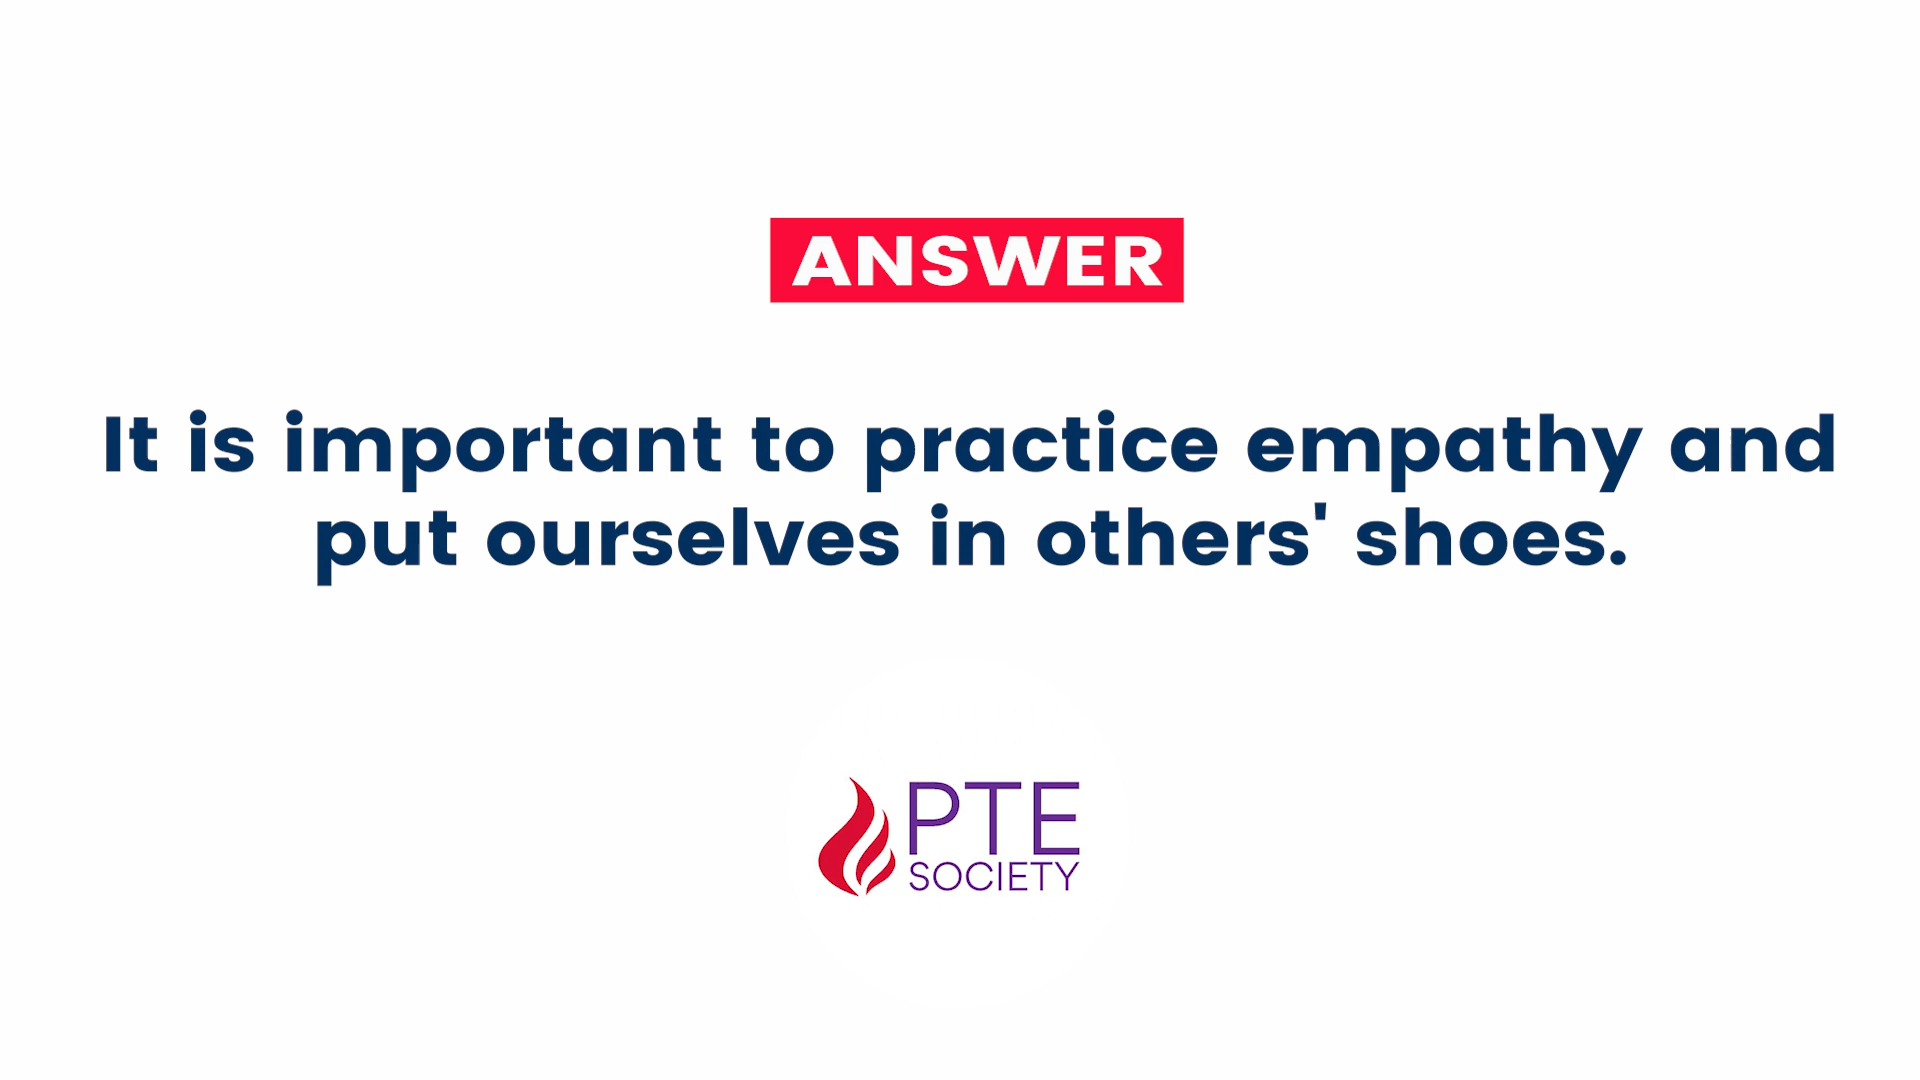 ANSWER
It is important to practice empathy and
put ourselves in others' shoes.
PTE
SOCIETY